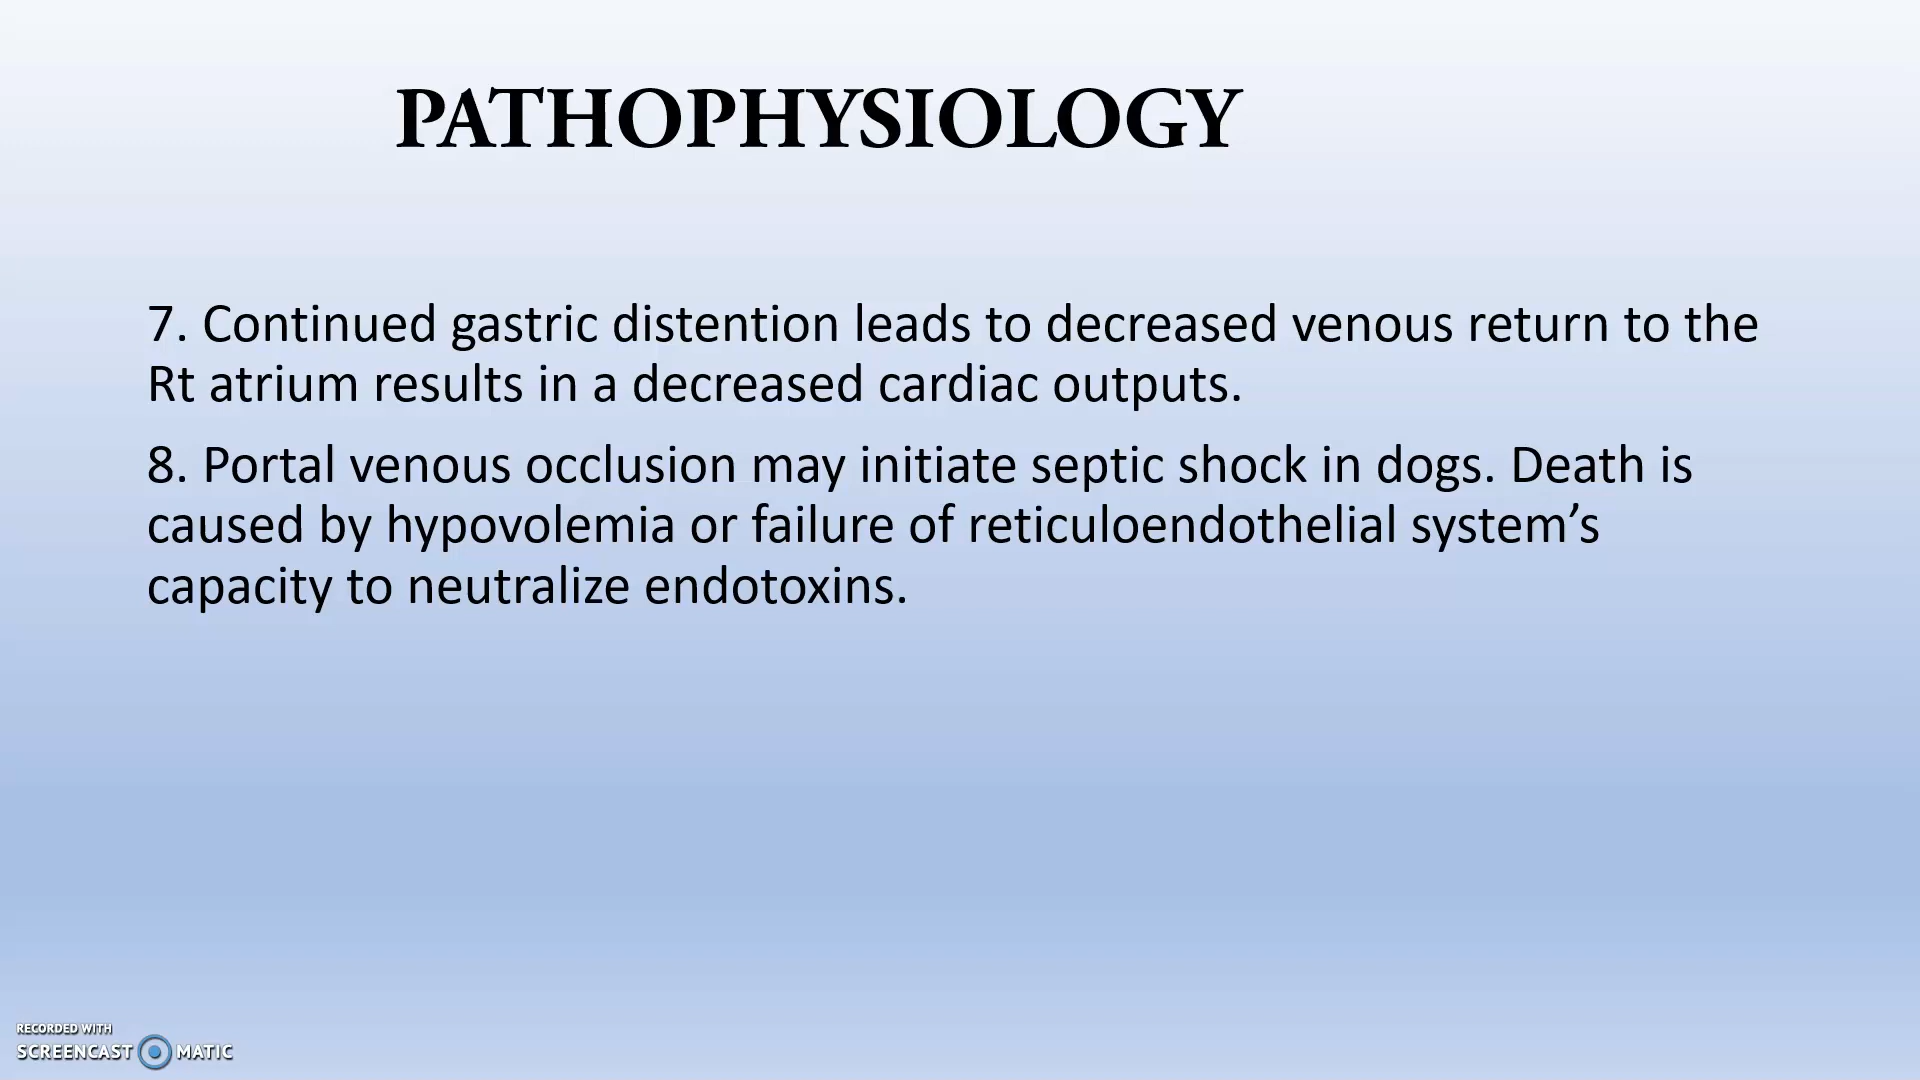 PATHOPHYSIOLOGY
7. Continued gastric distention leads to decreased venous return to the
Rt atrium results in a decreased cardiac outputs.
8. Portal venous occlusion may initiate septic shock in dogs. Death is
caused by hypovolemia or failure of reticuloendothelial system’s
capacity to neutralize endotoxins.
RECORDED WITH
SCREENCAST MATIC